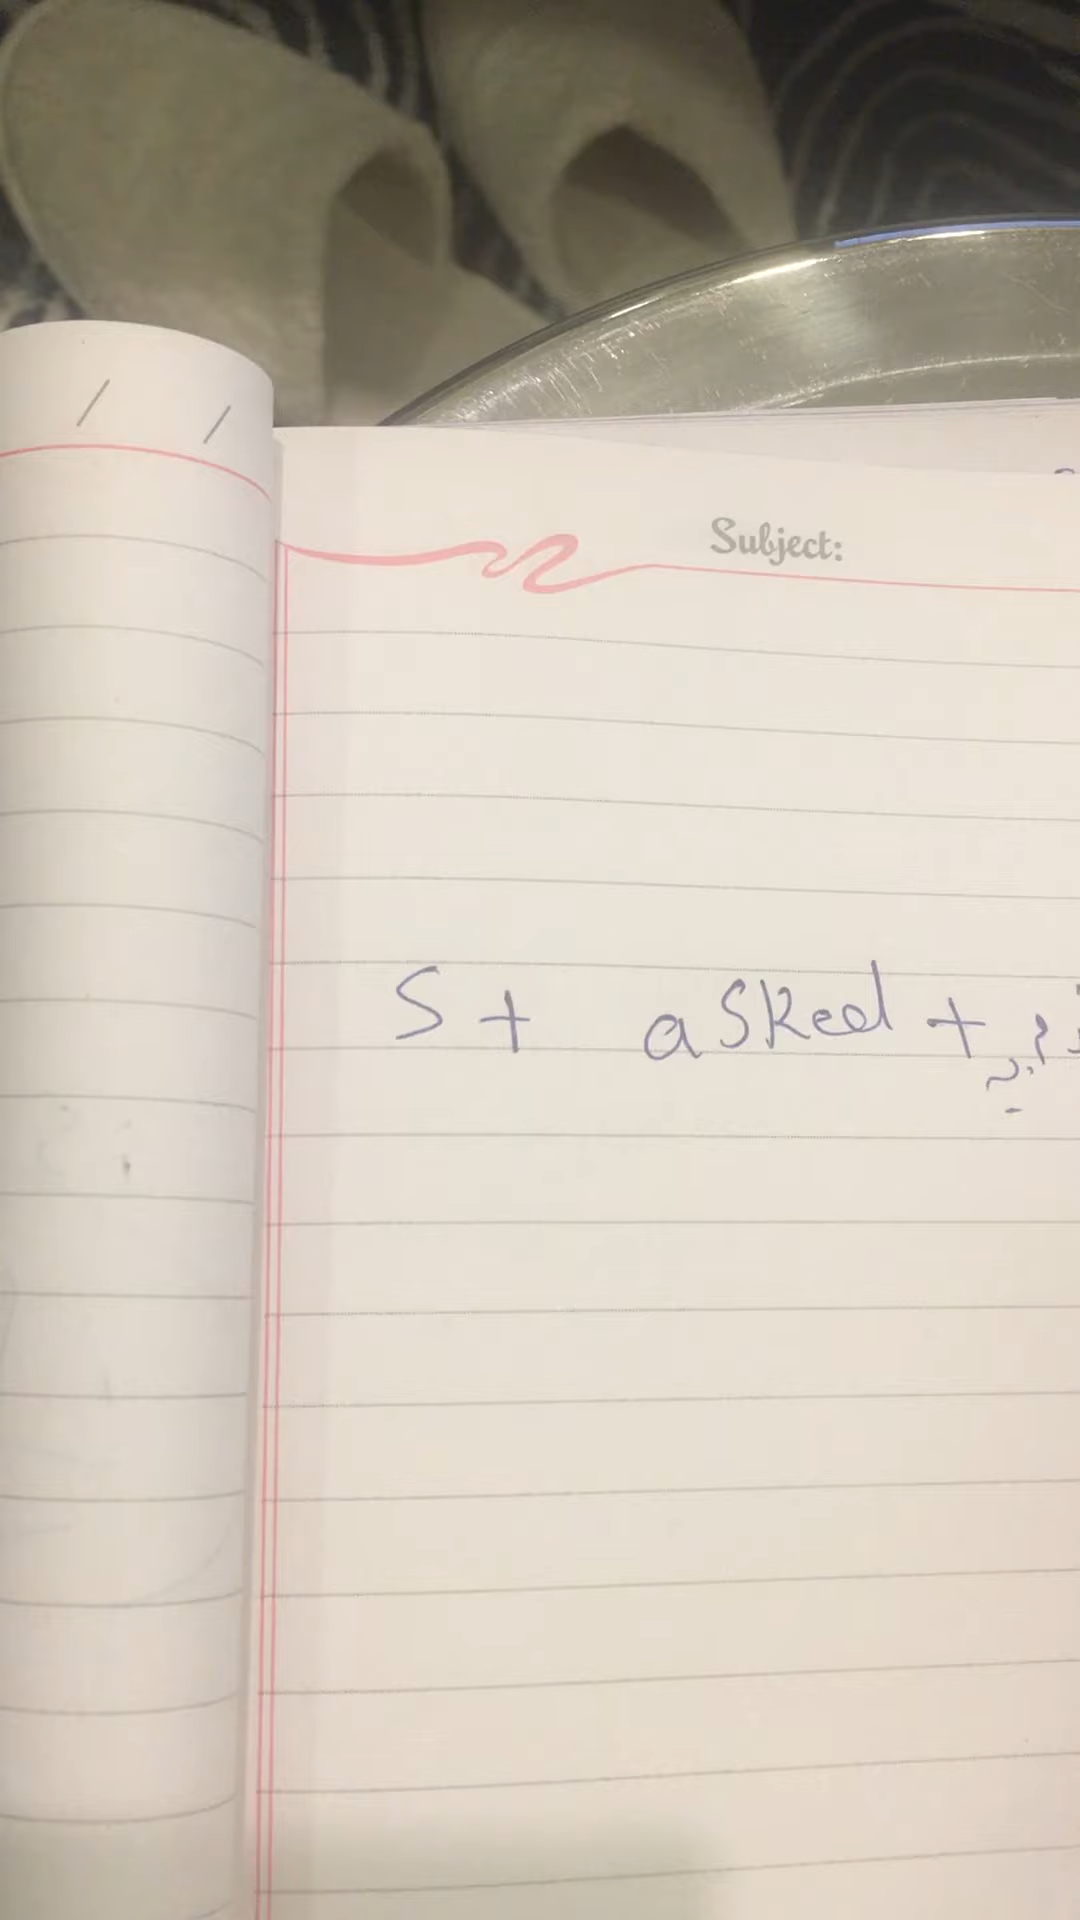 / /
Subject:
S + asked +